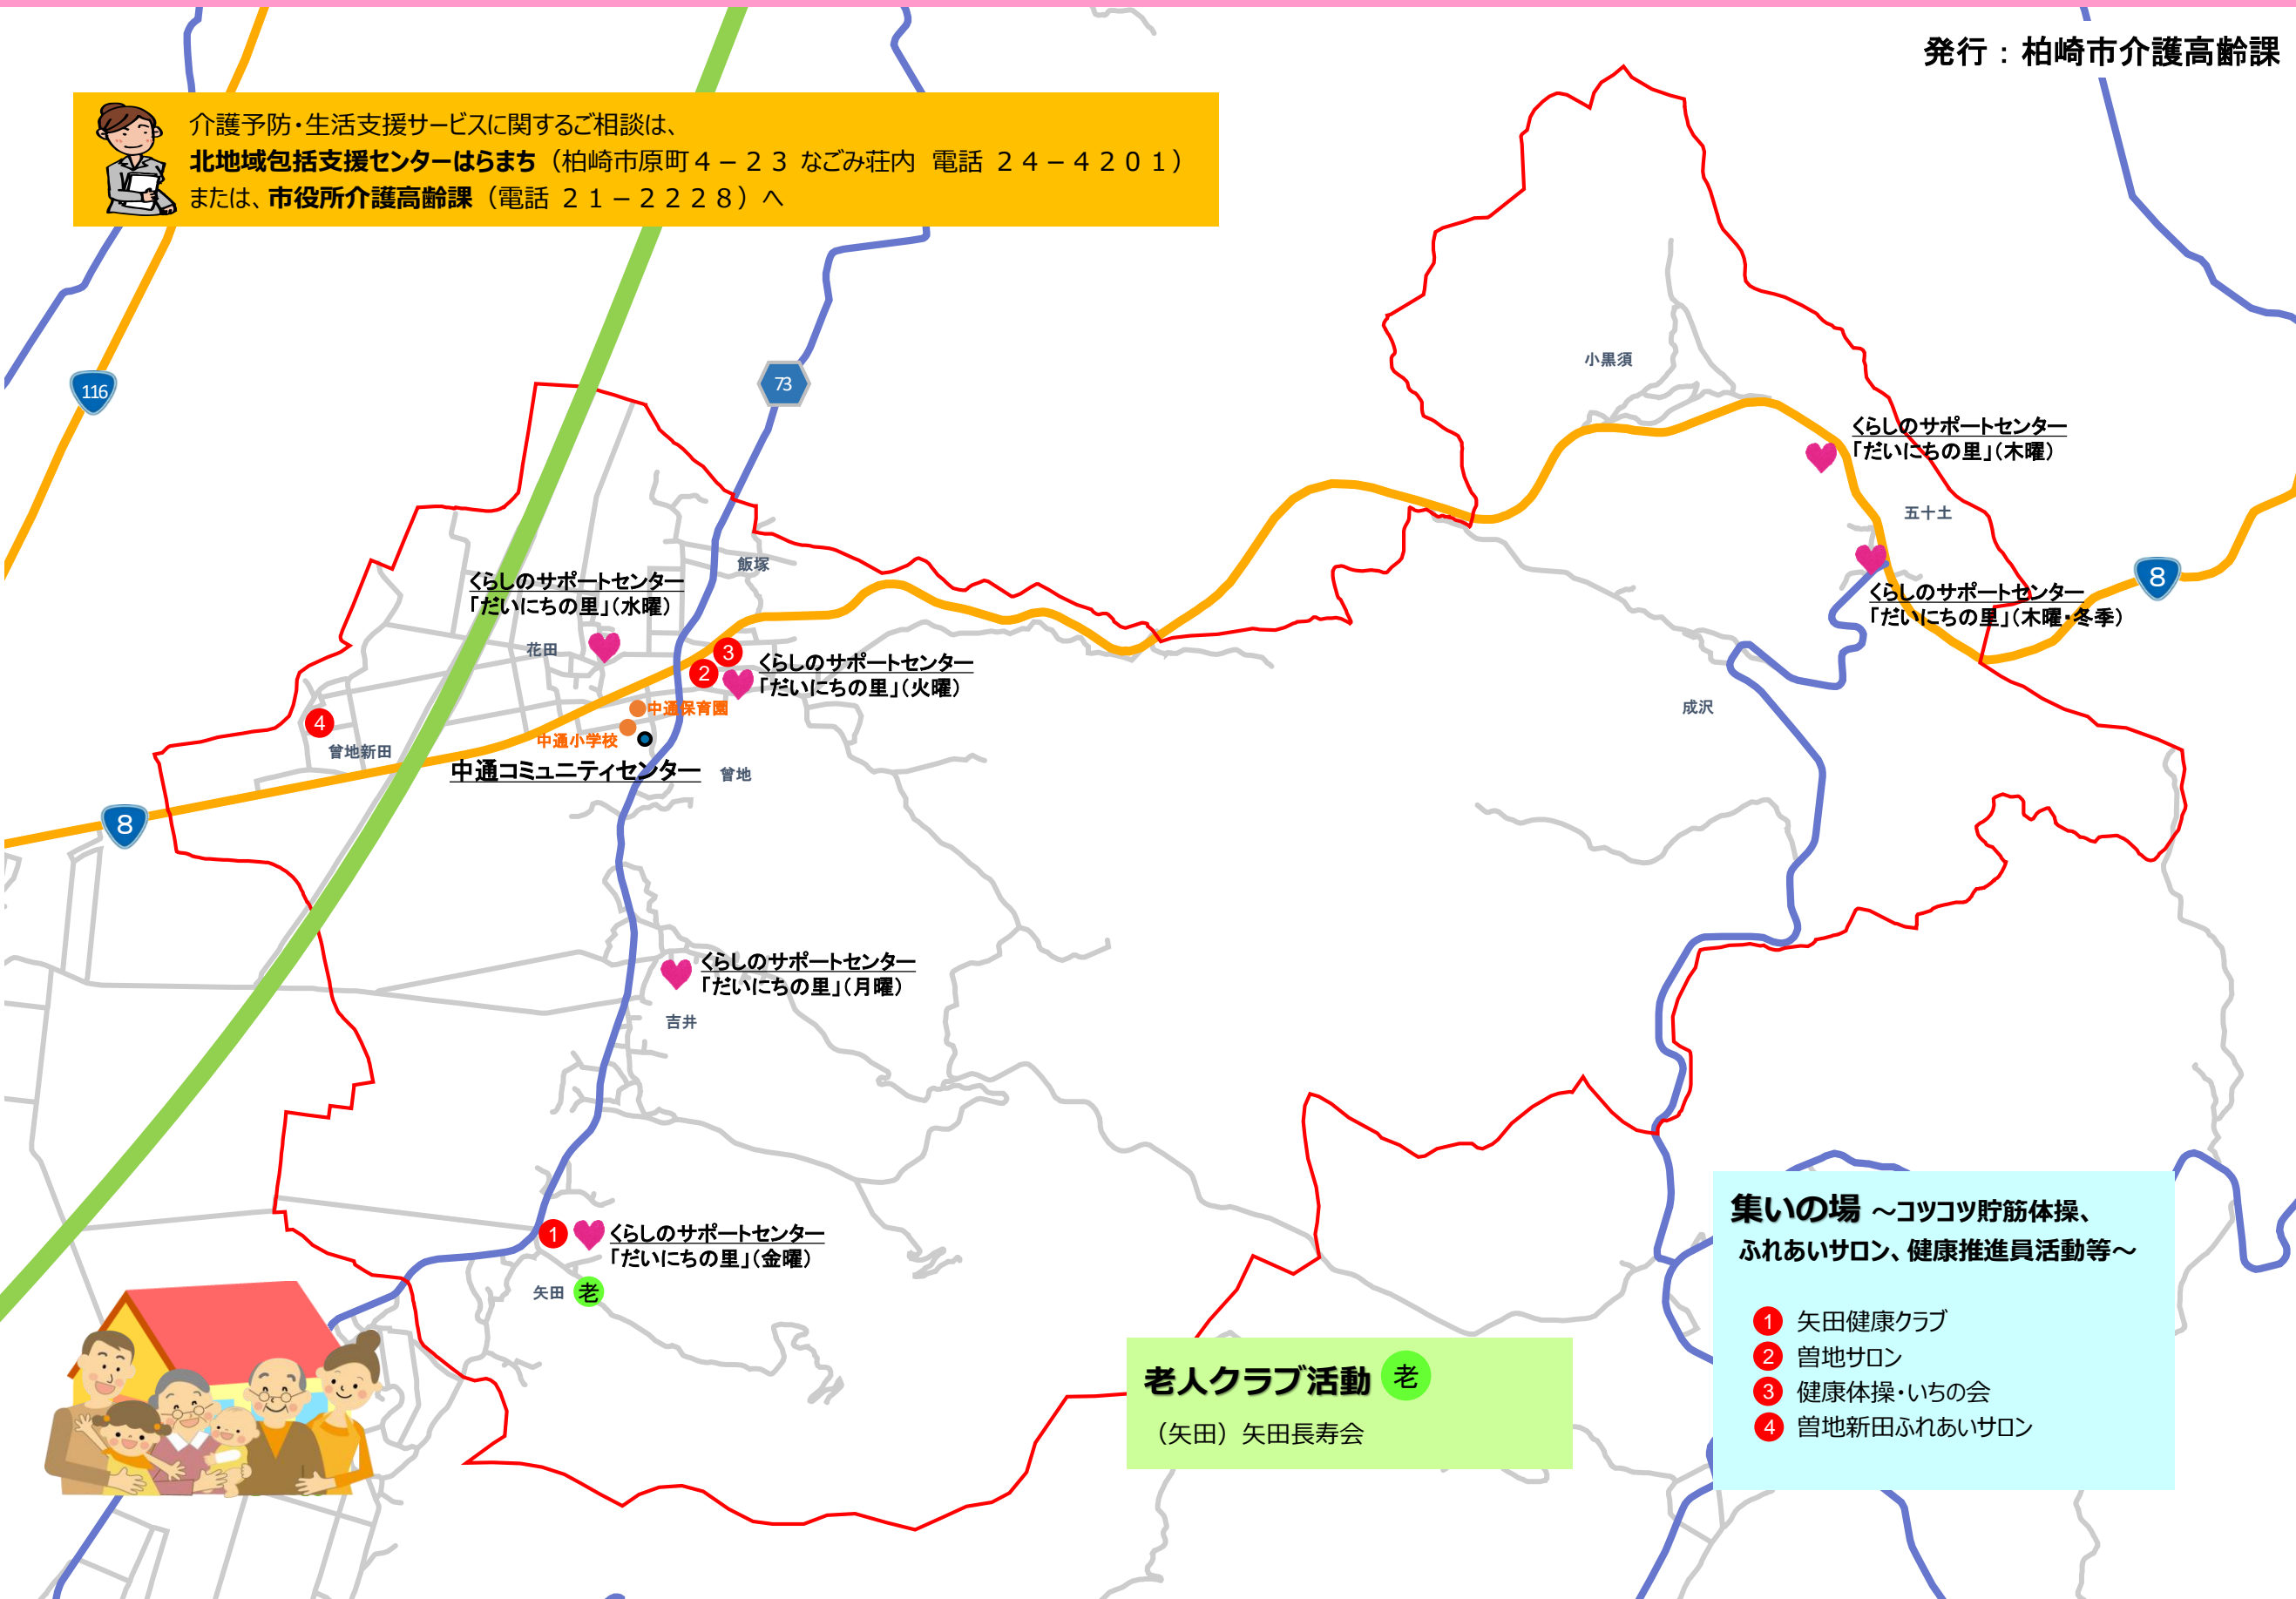 発行：柏崎市介護高齢課
介護予防・生活支援サービスに関するご相談は、
北地域包括支援センターはらまち（柏崎市原町４－２３ なごみ荘内 電話 ２４－４２０１）
または、市役所介護高齢課（電話 ２１－２２２８）へ
116
73
小黒須
くらしのサポートセンター
「だいにちの里」（木曜）
五十土
8
くらしのサポートセンター
「だいにちの里」（木曜・冬季）
飯塚
くらしのサポートセンター
「だいにちの里」（水曜）
花田
3
2
くらしのサポートセンター
「だいにちの里」（火曜）
中通保育園
中通小学校
成沢
4
曾地新田
中通コミュニティセンター
曾地
8
くらしのサポートセンター
「だいにちの里」（月曜）
吉井
1
くらしのサポートセンター
「だいにちの里」（金曜）
矢田
老
集いの場 ～コツコツ貯筋体操、
ふれあいサロン、健康推進員活動等～
1 矢田健康クラブ
2 曽地サロン
3 健康体操・いちの会
4 曽地新田ふれあいサロン
老人クラブ活動 老
（矢田）矢田長寿会